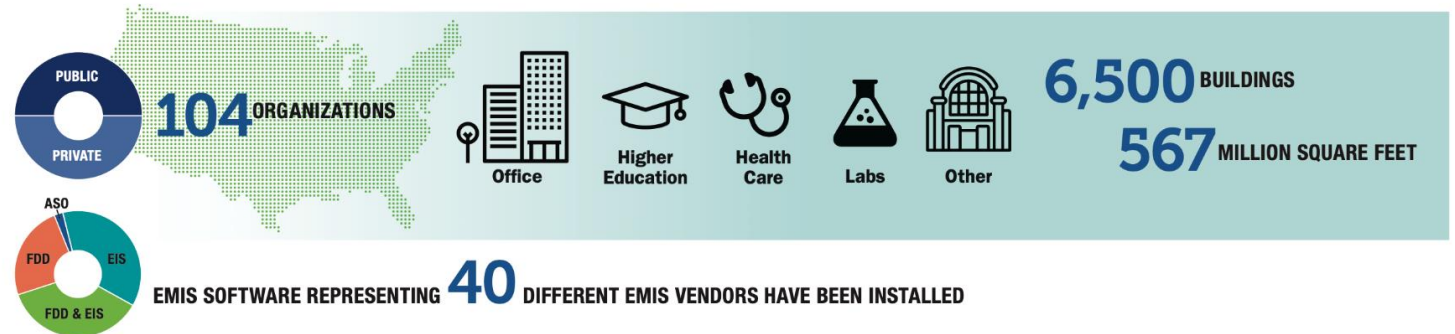 PUBLIC
PRIVATE
104 ORGANIZATIONS
Office
Higher
Education
Health
Care
Labs
Other
6,500 BUILDINGS
567 MILLION SQUARE FEET
ASO
FDD
EIS
FDD & EIS
EMIS SOFTWARE REPRESENTING 40 DIFFERENT EMIS VENDORS HAVE BEEN INSTALLED